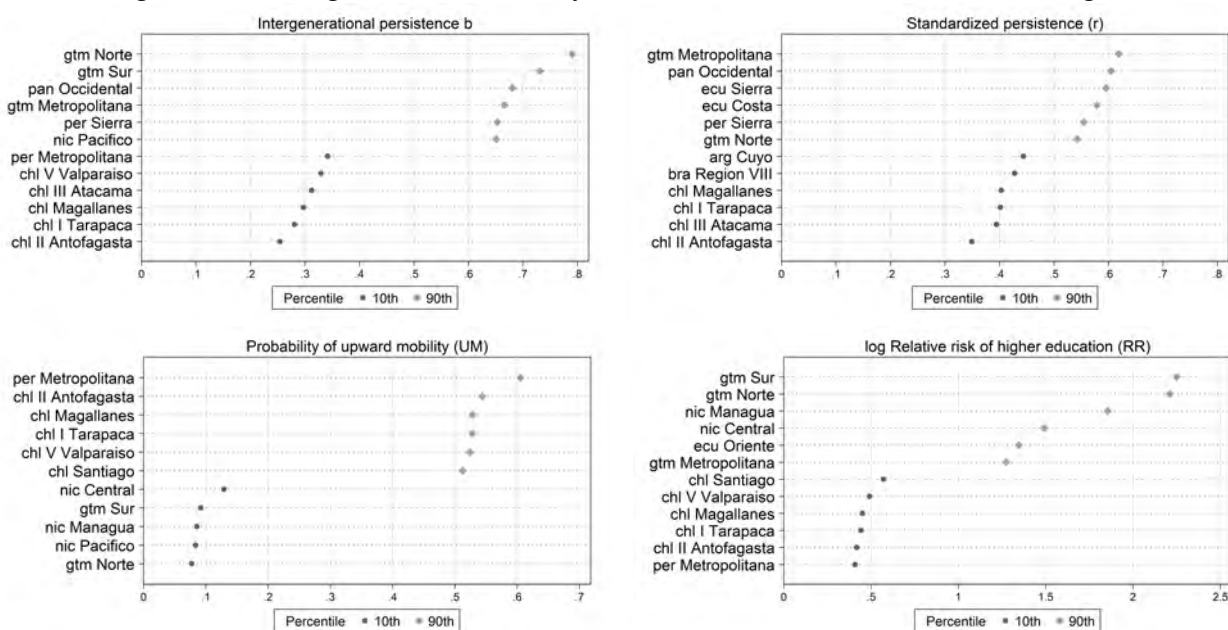 Intergenerational persistence b
gtm Norte
gtm Sur
pan Occidental
gtm Metropolitana
per Sierra
nic Pacifico
per Metropolitana
chl V Valparaiso
chl III Atacama
chl Magallanes
chl I Tarapaca
chl II Antofagasta
0 .1 .2 .3 .4 .5 .6 .7 .8
Percentile 10th 90th
Standardized persistence (r)
gtm Metropolitana
pan Occidental
ecu Sierra
ecu Costa
per Sierra
gtm Norte
arg Cuyo
bra Region VIII
chl Magallanes
chl I Tarapaca
chl III Atacama
chl II Antofagasta
0 .1 .2 .3 .4 .5 .6 .7 .8
Percentile 10th 90th
Probability of upward mobility (UM)
per Metropolitana
chl II Antofagasta
chl Magallanes
chl I Tarapaca
chl V Valparaiso
chl Santiago
nic Central
gtm Sur
nic Managua
nic Pacifico
gtm Norte
0 .1 .2 .3 .4 .5 .6 .7
Percentile 10th 90th
log Relative risk of higher education (RR)
gtm Sur
gtm Norte
nic Managua
nic Central
ecu Oriente
gtm Metropolitana
chl Santiago
chl V Valparaiso
chl Magallanes
chl I Tarapaca
chl II Antofagasta
per Metropolitana
0 .5 1 1.5 2 2.5
Percentile 10th 90th